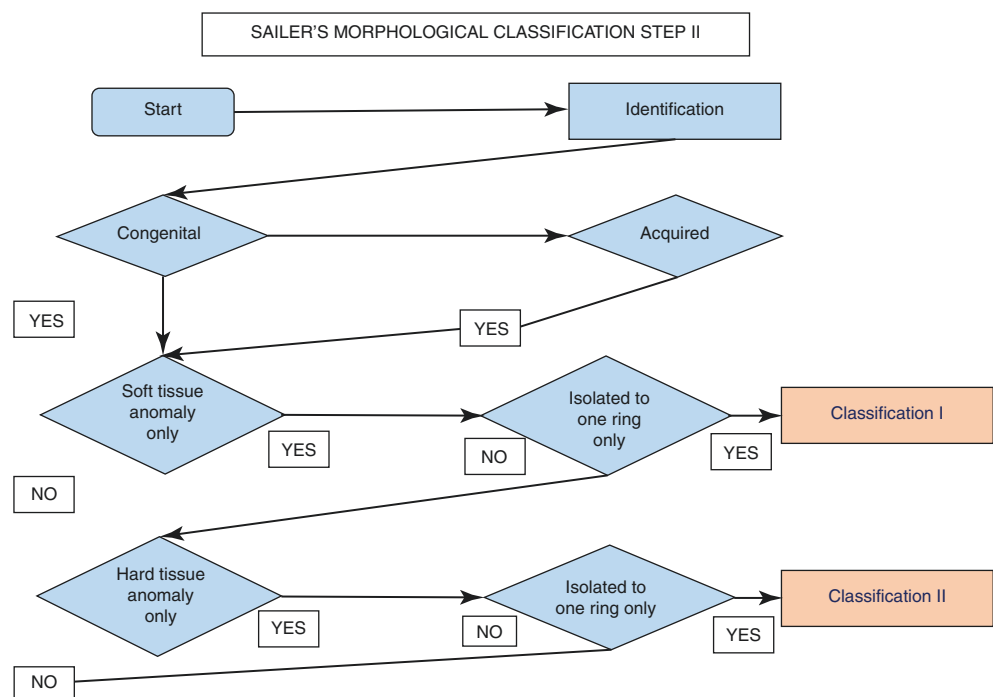 SAILER'S MORPHOLOGICAL CLASSIFICATION STEP II
Start
Identification
Congenital
Acquired
YES
YES
Soft tissue
anomaly
only
Isolated to
one ring
only
Classification I
YES
NO
YES
NO
Hard tissue
anomaly
only
Isolated to
one ring only
Classification II
YES
NO
YES
NO